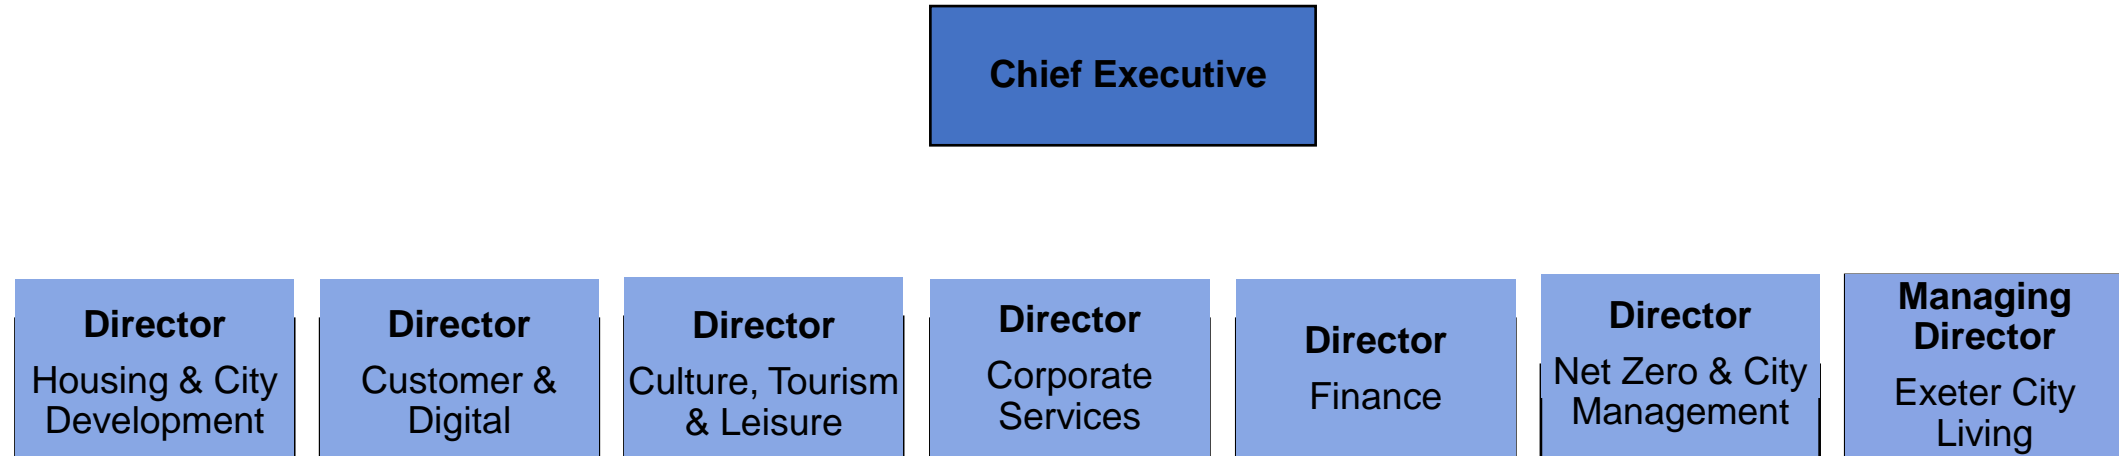 Chief Executive
Director
Housing & City
Development
Director
Customer &
Digital
Director
Culture, Tourism
& Leisure
Director
Corporate
Services
Director
Finance
Director
Net Zero & City
Management
Managing
Director
Exeter City
Living